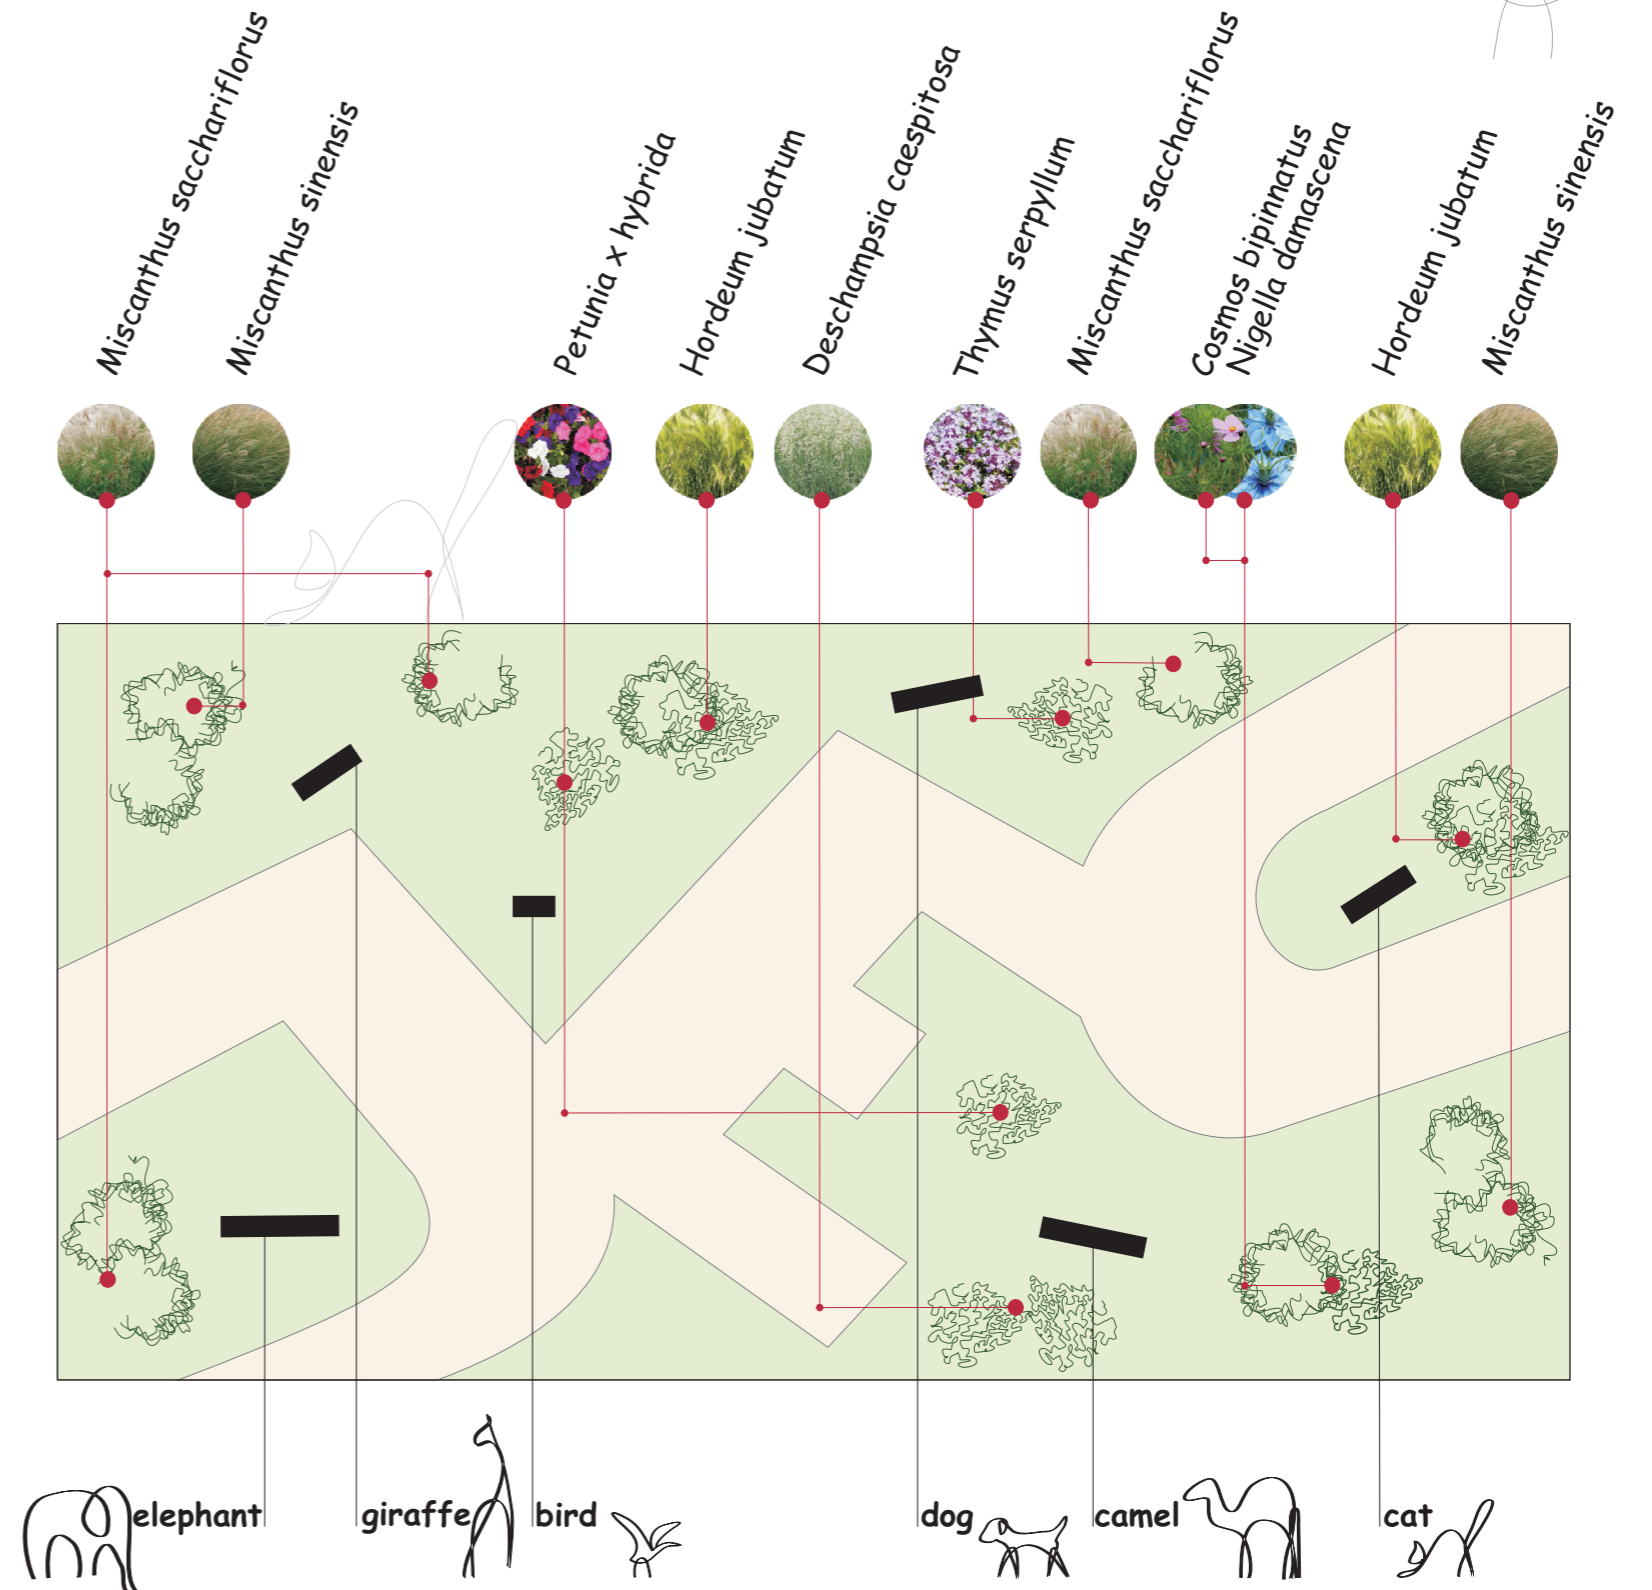 Miscanthus sacchariflorus
Miscanthus sinensis
Petunia x hybrida
Hordeum jubatum
Deschampsia caespitosa
Thymus serpyllum
Miscanthus sacchariflorus
Cosmos bipinnatus
Nigella damascena
Hordeum jubatum
Miscanthus sinensis
elephant
giraffe
bird
dog
camel
cat